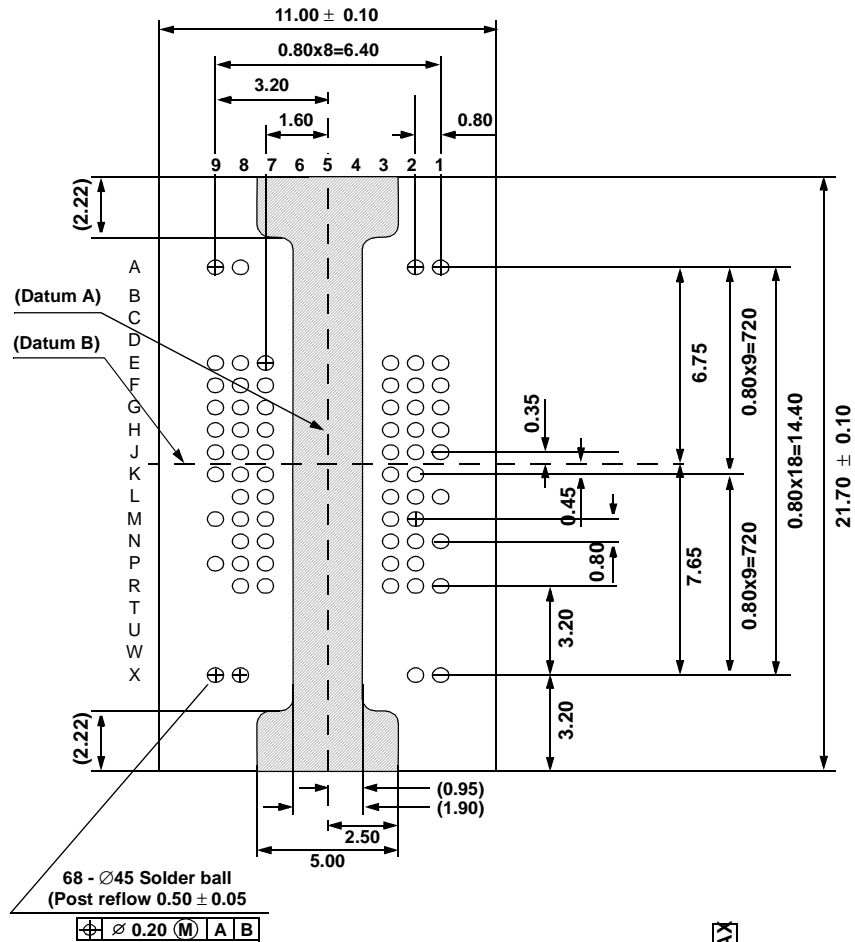 11.00 ± 0.10
0.80x8=6.40
3.20
1.60
0.80
9 8 7 6 5 4 3 2 1
(2.22)
A
B
C
D
E
F
G
H
J
K
L
M
N
P
R
T
U
W
X
(Datum A)
(Datum B)
0.35
0.45
0.80
3.20
3.20
6.75
7.65
0.80x9=720
0.80x9=720
0.80x18=14.40
21.70 ± 0.10
(2.22)
(0.95)
(1.90)
2.50
5.00
68 - ∅45 Solder ball
(Post reflow 0.50 ± 0.05
⌖ ∅ 0.20 Ⓜ A B